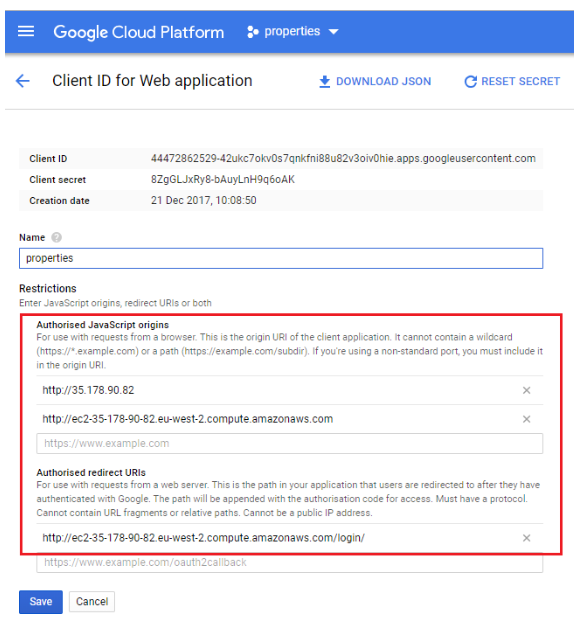 Google Cloud Platform properties
Client ID for Web application DOWNLOAD JSON RESET SECRET
Client ID 44472862529-42ukc7okv0s7qnkfni88u82v3oiv0hie.apps.googleusercontent.com
Client secret 8ZgGLJxRy8-bAuyLnH9q6oAK
Creation date 21 Dec 2017, 10:08:50
Name ?
properties
Restrictions
Enter JavaScript origins, redirect URIs or both
Authorised JavaScript origins
For use with requests from a browser. This is the origin URI of the client application. It cannot contain a wildcard
(https://*.example.com) or a path (https://example.com/subdir). If you're using a non-standard port, you must include it
in the origin URI.
http://35.178.90.82
http://ec2-35-178-90-82.eu-west-2.compute.amazonaws.com
https://www.example.com
Authorised redirect URIs
For use with requests from a web server. This is the path in your application that users are redirected to after they have
authenticated with Google. The path will be appended with the authorisation code for access. Must have a protocol.
Cannot contain URL fragments or relative paths. Cannot be a public IP address.
http://ec2-35-178-90-82.eu-west-2.compute.amazonaws.com/login/
https://www.example.com/oauth2callback
Save Cancel